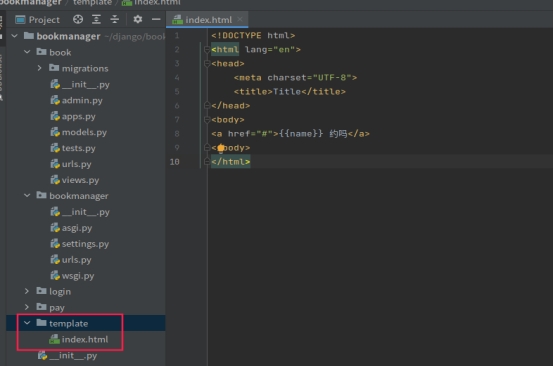 bookmanager / template / index.html
Project
index.html
bookmanager ~/django/book
book
migrations
__init__.py
admin.py
apps.py
models.py
tests.py
urls.py
views.py
bookmanager
__init__.py
asgi.py
settings.py
urls.py
wsgi.py
login
pay
template
index.html
__init__.py
1 <!DOCTYPE html>
2 <html lang="en">
3 <head>
4 <meta charset="UTF-8">
5 <title>Title</title>
6 </head>
7 <body>
8 <a href="#">{{name}} 约吗</a>
9 </body>
10 </html>